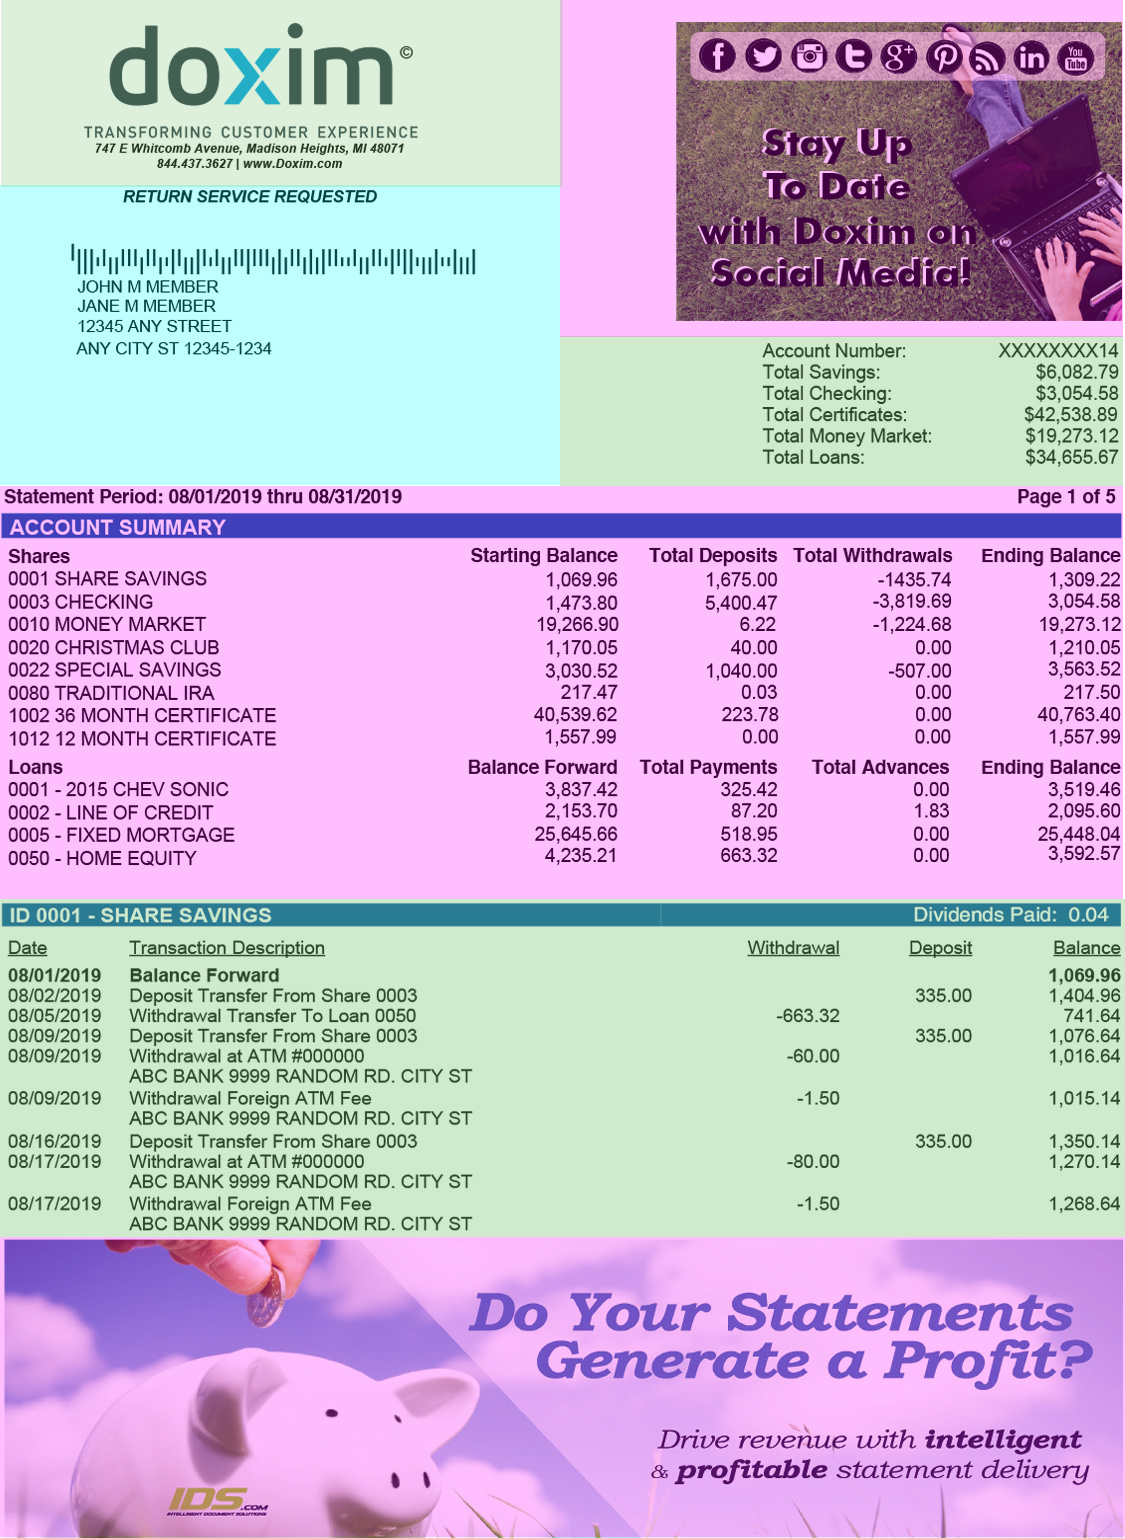 doxim©
TRANSFORMING CUSTOMER EXPERIENCE
747 E Whitcomb Avenue, Madison Heights, MI 48071
844.437.3627 | www.Doxim.com
RETURN SERVICE REQUESTED
JOHN M MEMBER
JANE M MEMBER
12345 ANY STREET
ANY CITY ST 12345-1234
You Tube
Stay Up
To Date
with Doxim on
Social Media!
Account Number: XXXXXXXX14
Total Savings: $6,082.79
Total Checking: $3,054.58
Total Certificates: $42,538.89
Total Money Market: $19,273.12
Total Loans: $34,655.67
Statement Period: 08/01/2019 thru 08/31/2019 Page 1 of 5
ACCOUNT SUMMARY
Shares Starting Balance Total Deposits Total Withdrawals Ending Balance
0001 SHARE SAVINGS 1,069.96 1,675.00 -1435.74 1,309.22
0003 CHECKING 1,473.80 5,400.47 -3,819.69 3,054.58
0010 MONEY MARKET 19,266.90 6.22 -1,224.68 19,273.12
0020 CHRISTMAS CLUB 1,170.05 40.00 0.00 1,210.05
0022 SPECIAL SAVINGS 3,030.52 1,040.00 -507.00 3,563.52
0080 TRADITIONAL IRA 217.47 0.03 0.00 217.50
1002 36 MONTH CERTIFICATE 40,539.62 223.78 0.00 40,763.40
1012 12 MONTH CERTIFICATE 1,557.99 0.00 0.00 1,557.99
Loans Balance Forward Total Payments Total Advances Ending Balance
0001 - 2015 CHEV SONIC 3,837.42 325.42 0.00 3,519.46
0002 - LINE OF CREDIT 2,153.70 87.20 1.83 2,095.60
0005 - FIXED MORTGAGE 25,645.66 518.95 0.00 25,448.04
0050 - HOME EQUITY 4,235.21 663.32 0.00 3,592.57
ID 0001 - SHARE SAVINGS Dividends Paid: 0.04
Date Transaction Description Withdrawal Deposit Balance
08/01/2019 Balance Forward 1,069.96
08/02/2019 Deposit Transfer From Share 0003 335.00 1,404.96
08/05/2019 Withdrawal Transfer To Loan 0050 -663.32 741.64
08/09/2019 Deposit Transfer From Share 0003 335.00 1,076.64
08/09/2019 Withdrawal at ATM #000000 -60.00 1,016.64
ABC BANK 9999 RANDOM RD. CITY ST
08/09/2019 Withdrawal Foreign ATM Fee -1.50 1,015.14
ABC BANK 9999 RANDOM RD. CITY ST
08/16/2019 Deposit Transfer From Share 0003 335.00 1,350.14
08/17/2019 Withdrawal at ATM #000000 -80.00 1,270.14
ABC BANK 9999 RANDOM RD. CITY ST
08/17/2019 Withdrawal Foreign ATM Fee -1.50 1,268.64
ABC BANK 9999 RANDOM RD. CITY ST
Do Your Statements
Generate a Profit?
Drive revenue with intelligent
& profitable statement delivery
IDS.COM
INTELLIGENT DOCUMENT SOLUTIONS